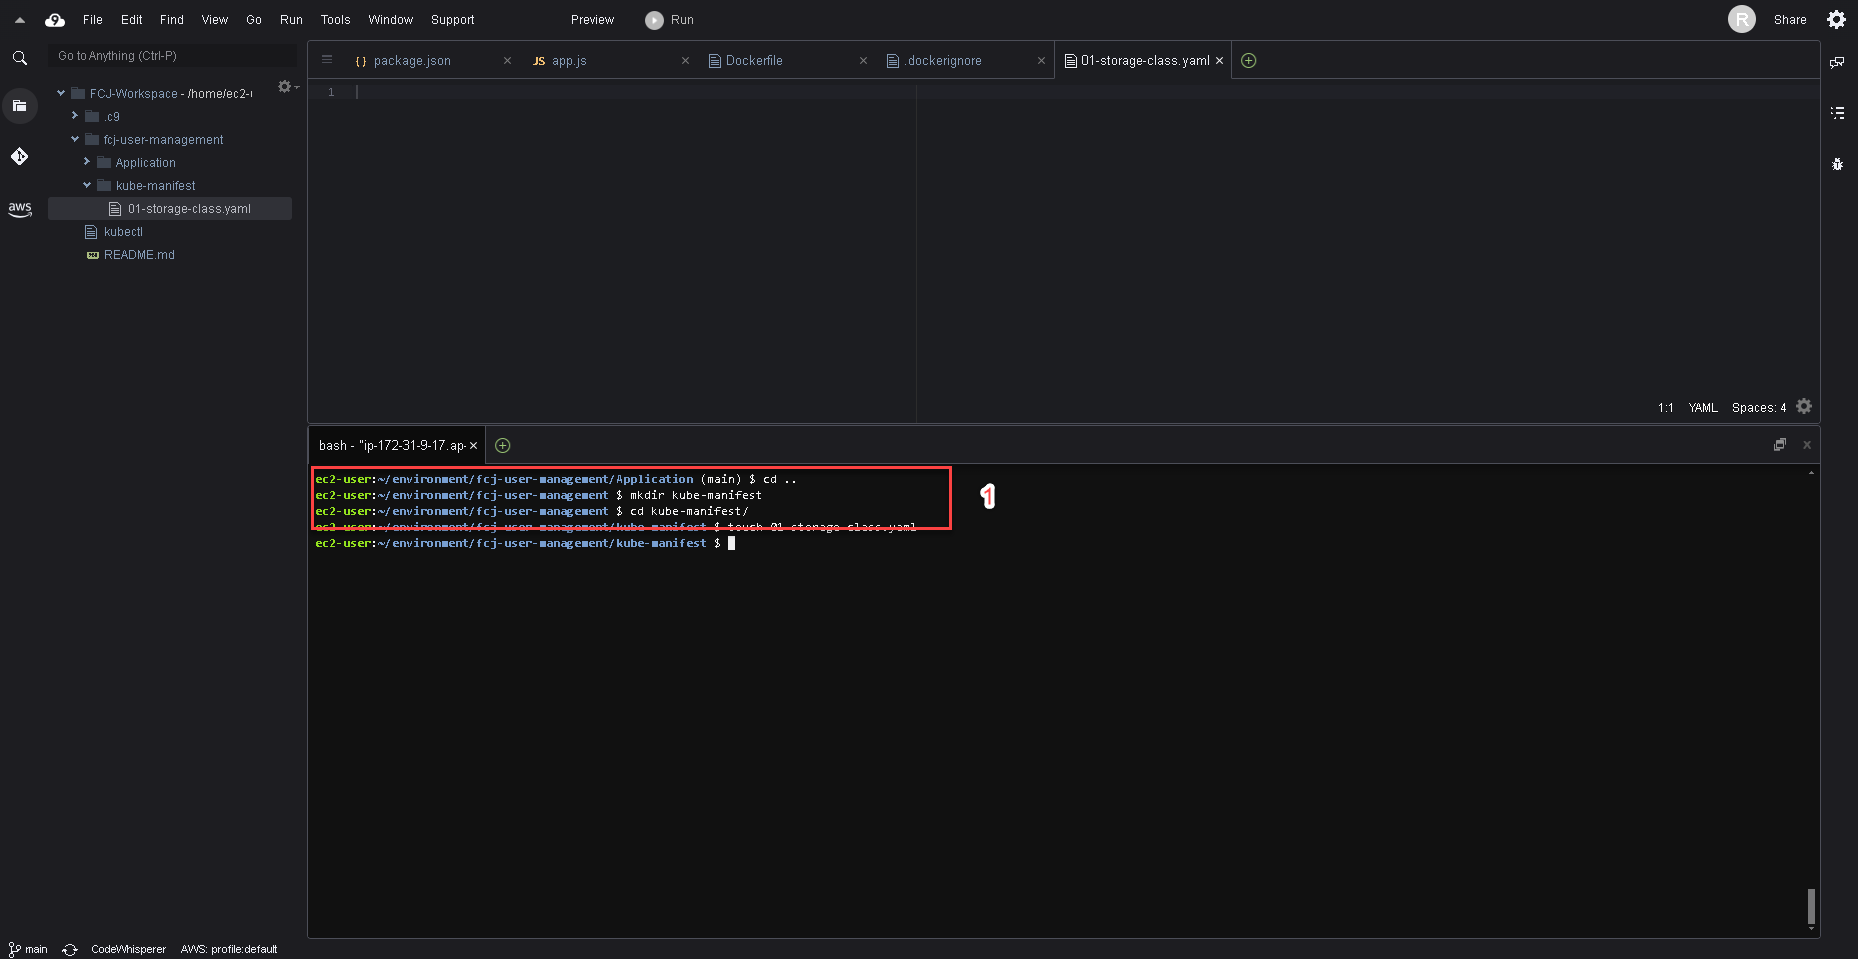 File Edit Find View Go Run Tools Window Support Preview Run R Share
Go to Anything (Ctrl-P)
{ } package.json × JS app.js × Dockerfile × .dockerignore × 01-storage-class.yaml ×
FCJ-Workspace - /home/ec2-
.c9
fcj-user-management
Application
kube-manifest
01-storage-class.yaml
kubectl
README.md
aws
1
1:1 YAML Spaces: 4
bash - "ip-172-31-9-17.ap- ×
ec2-user:~/environment/fcj-user-management/Application (main) $ cd ..
ec2-user:~/environment/fcj-user-management $ mkdir kube-manifest
ec2-user:~/environment/fcj-user-management $ cd kube-manifest/
ec2-user:~/environment/fcj-user-management/kube-manifest $ touch 01-storage-class.yaml
ec2-user:~/environment/fcj-user-management/kube-manifest $
1
main CodeWhisperer AWS: profile:default